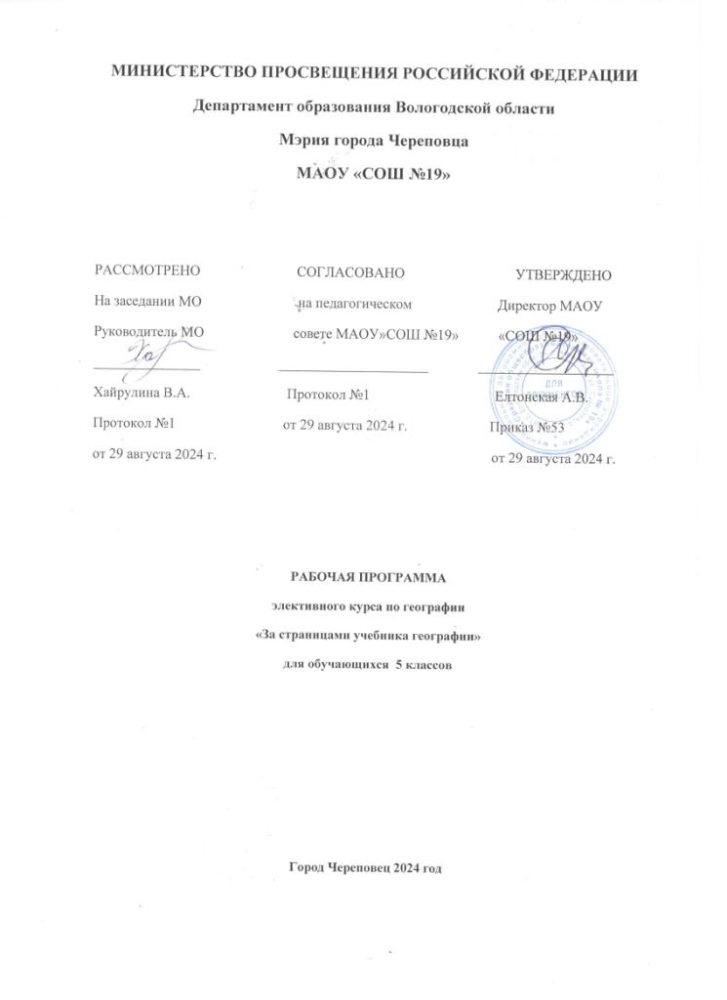 МИНИСТЕРСТВО ПРОСВЕЩЕНИЯ РОССИЙСКОЙ ФЕДЕРАЦИИ
Департамент образования Вологодской области
Мэрия города Череповца
МАОУ «СОШ №19»
РАССМОТРЕНО
На заседании МО
Руководитель МО
Хайрулина В.А.
Протокол №1
от 29 августа 2024 г.
СОГЛАСОВАНО
на педагогическом
совете МАОУ»СОШ №19»
Протокол №1
от 29 августа 2024 г.
УТВЕРЖДЕНО
Директор МАОУ
«СОШ №19»
ДЛЯ
Елтонская А.В.
Приказ №53
от 29 августа 2024 г.
РАБОЧАЯ ПРОГРАММА
элективного курса по географии
«За страницами учебника географии»
для обучающихся 5 классов
Город Череповец 2024 год